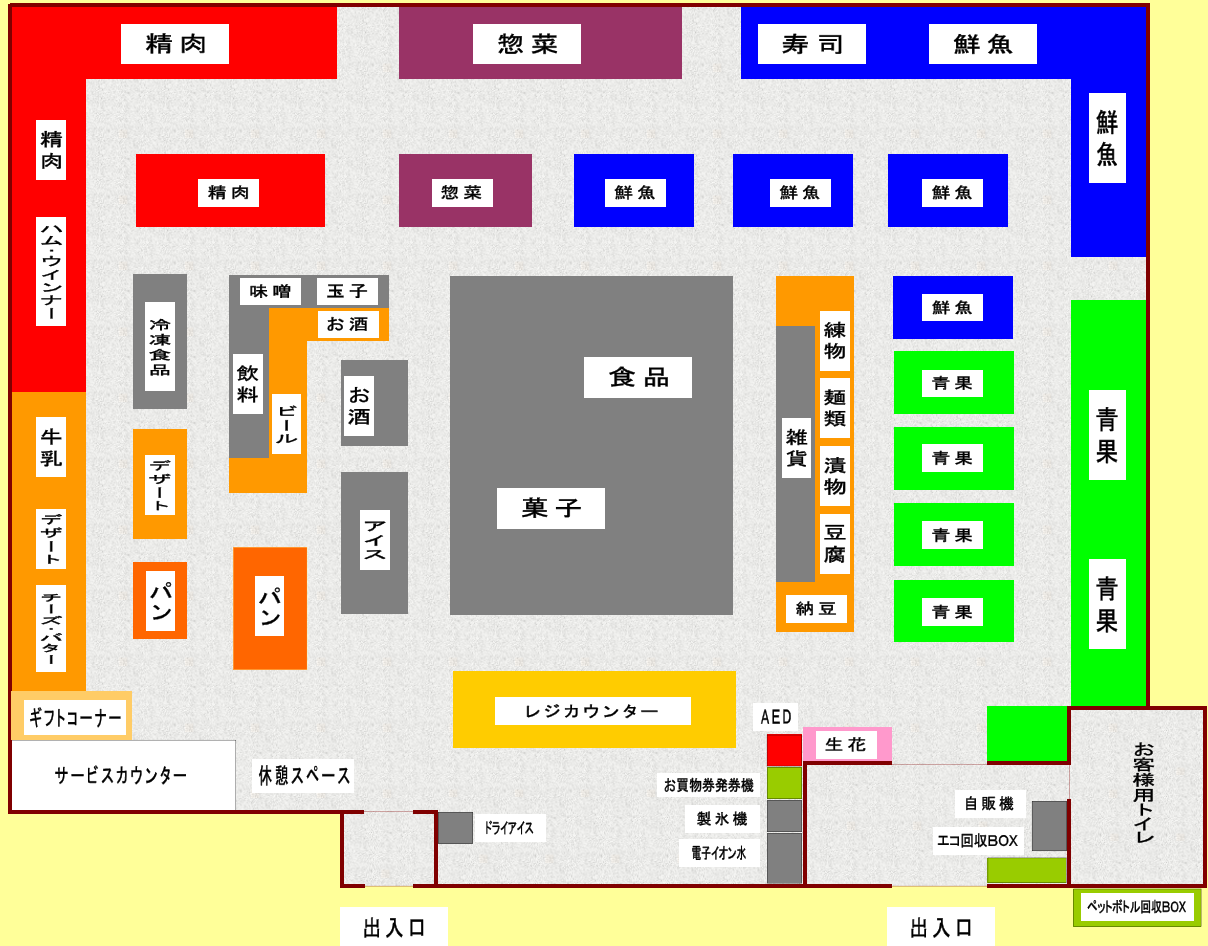 精肉
惣菜
寿司
鮮魚
精肉
鮮魚
精肉
惣菜
鮮魚
鮮魚
鮮魚
ハム・ウインナー
冷凍食品
味噌
玉子
お酒
飲料
ビール
お酒
アイス
食品
菓子
練物
麺類
漬物
豆腐
納豆
雑貨
鮮魚
青果
青果
青果
青果
青果
青果
牛乳
デザート
デザート
チーズ・バター
パン
パン
ギフトコーナー
サービスカウンター
休憩スペース
レジカウンター
AED
生花
お買物券発券機
製氷機
電子イオン水
ドライアイス
自販機
エコ回収BOX
お客様用トイレ
ペットボトル回収BOX
出入口
出入口